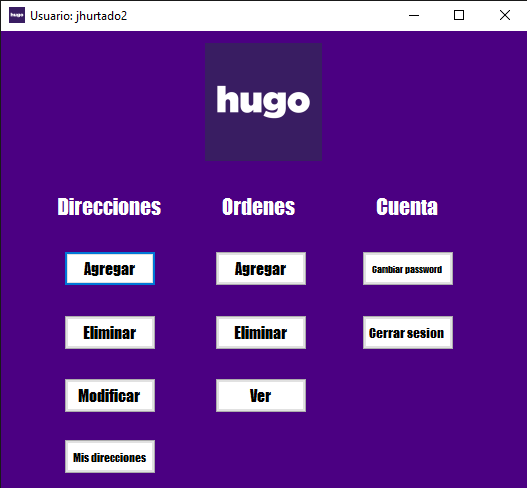 hugo
Usuario: jhurtado2
hugo
Direcciones
Ordenes
Cuenta
Agregar
Agregar
Cambiar password
Eliminar
Eliminar
Cerrar sesion
Modificar
Ver
Mis direcciones